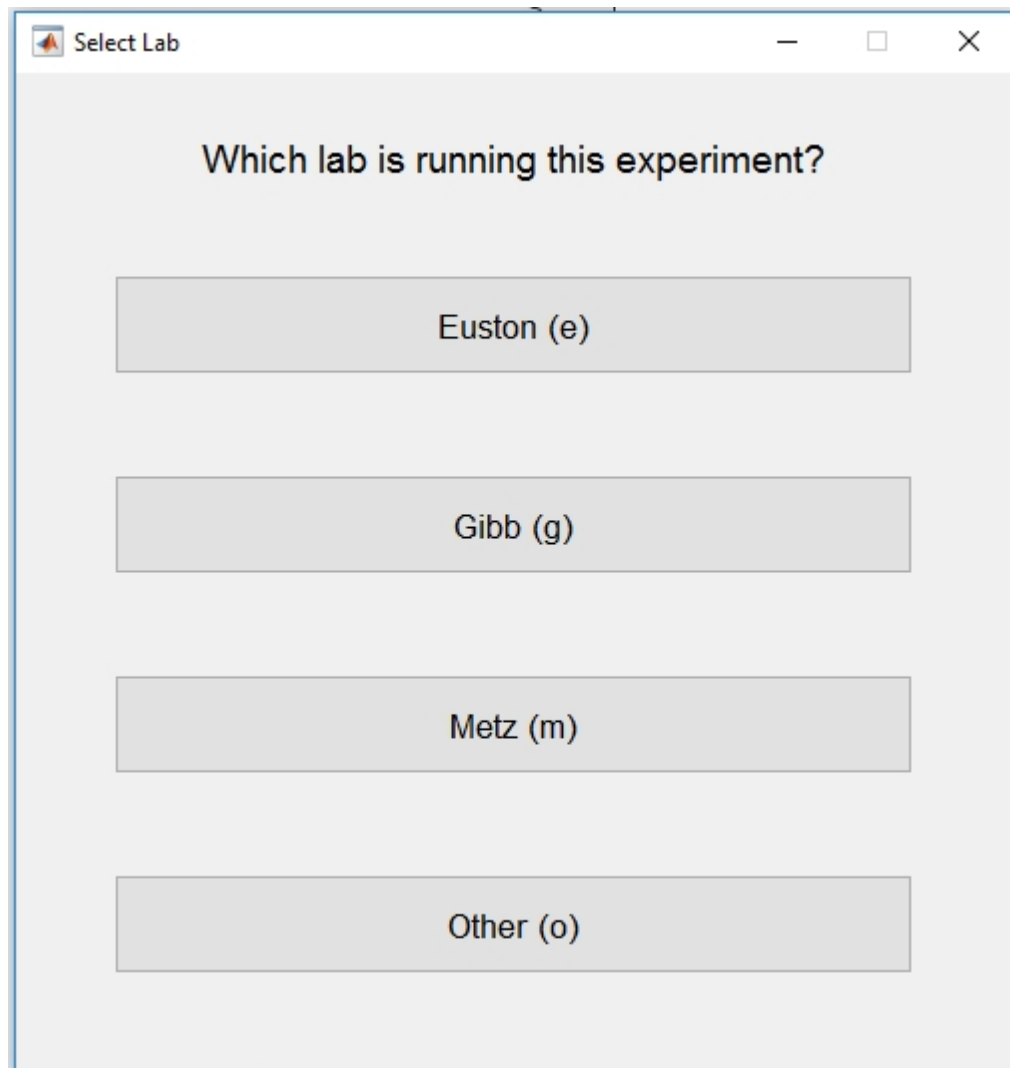 Select Lab
Which lab is running this experiment?
Euston (e)
Gibb (g)
Metz (m)
Other (o)